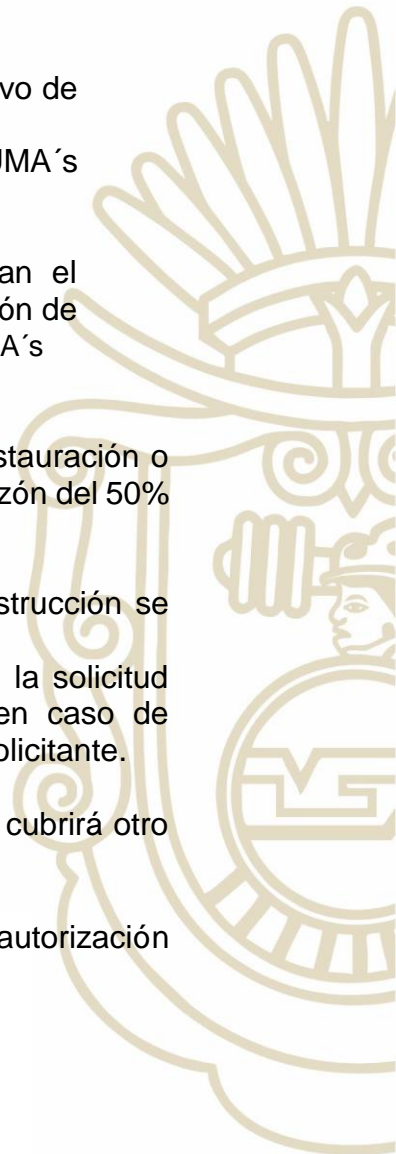 vo de
UMA´s
an el
ón de
A´s
stauración o
zón del 50%
strucción se
la solicitud
en caso de
olicitante.
cubrirá otro
autorización